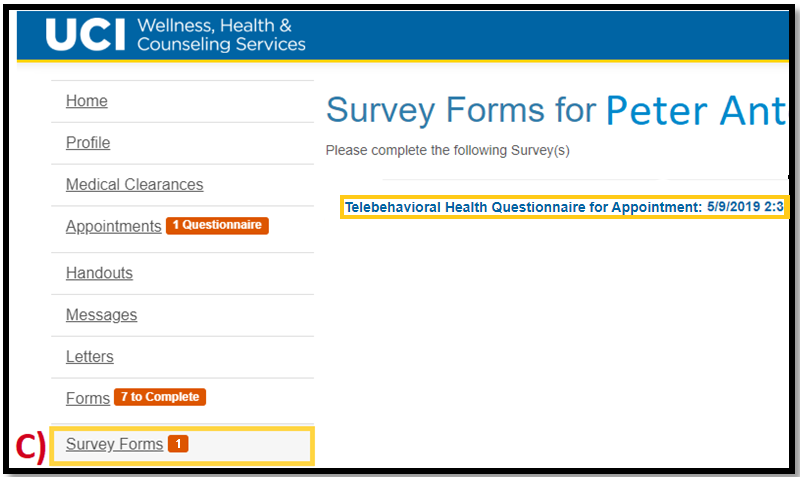 UCI Wellness, Health &
Counseling Services
Home
Profile
Medical Clearances
Appointments 1 Questionnaire
Handouts
Messages
Letters
Forms 7 to Complete
C) Survey Forms 1
Survey Forms for Peter Ant
Please complete the following Survey(s)
Telebehavioral Health Questionnaire for Appointment: 5/9/2019 2:3